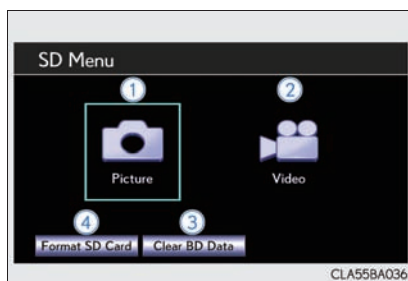 SD Menu
1 2
Picture Video
4 3
Format SD Card Clear BD Data
CLA55BA036